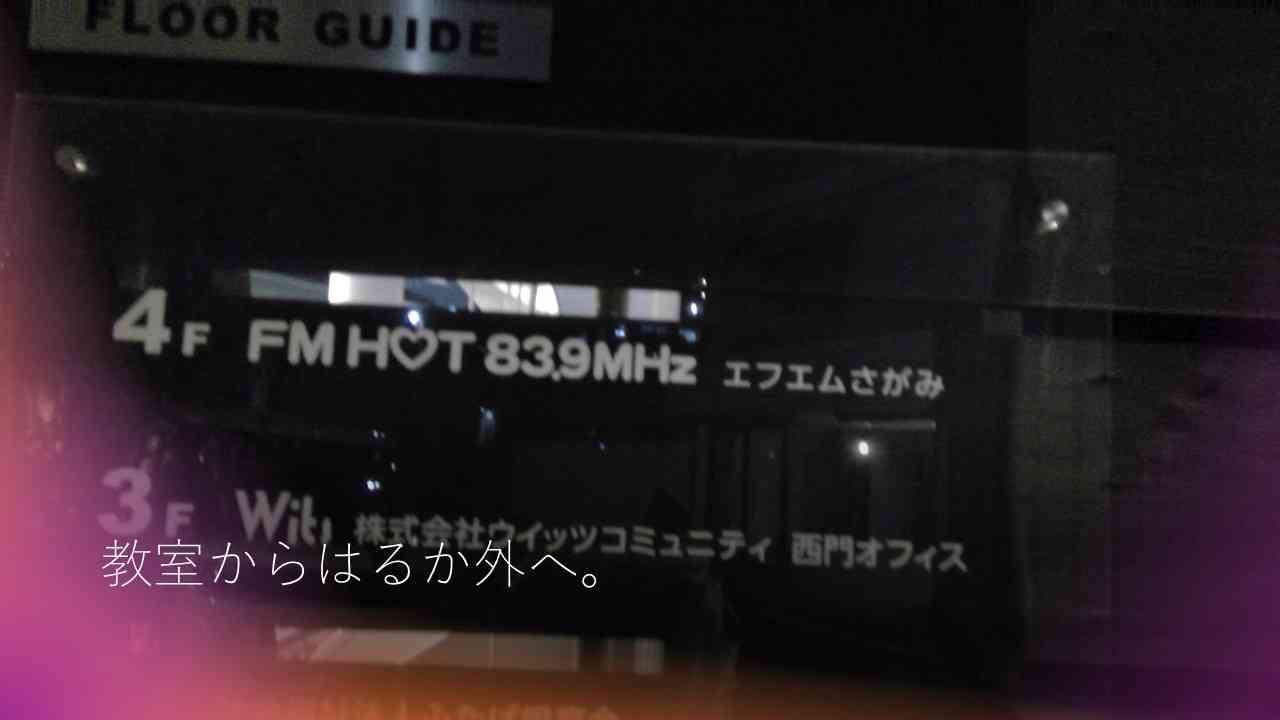 FLOOR GUIDE
4F FM HOT 83.9MHz エフエムさがみ
3F Wits 株式会社ウイッツコミュニティ 西門オフィス
教室からはるか外へ。